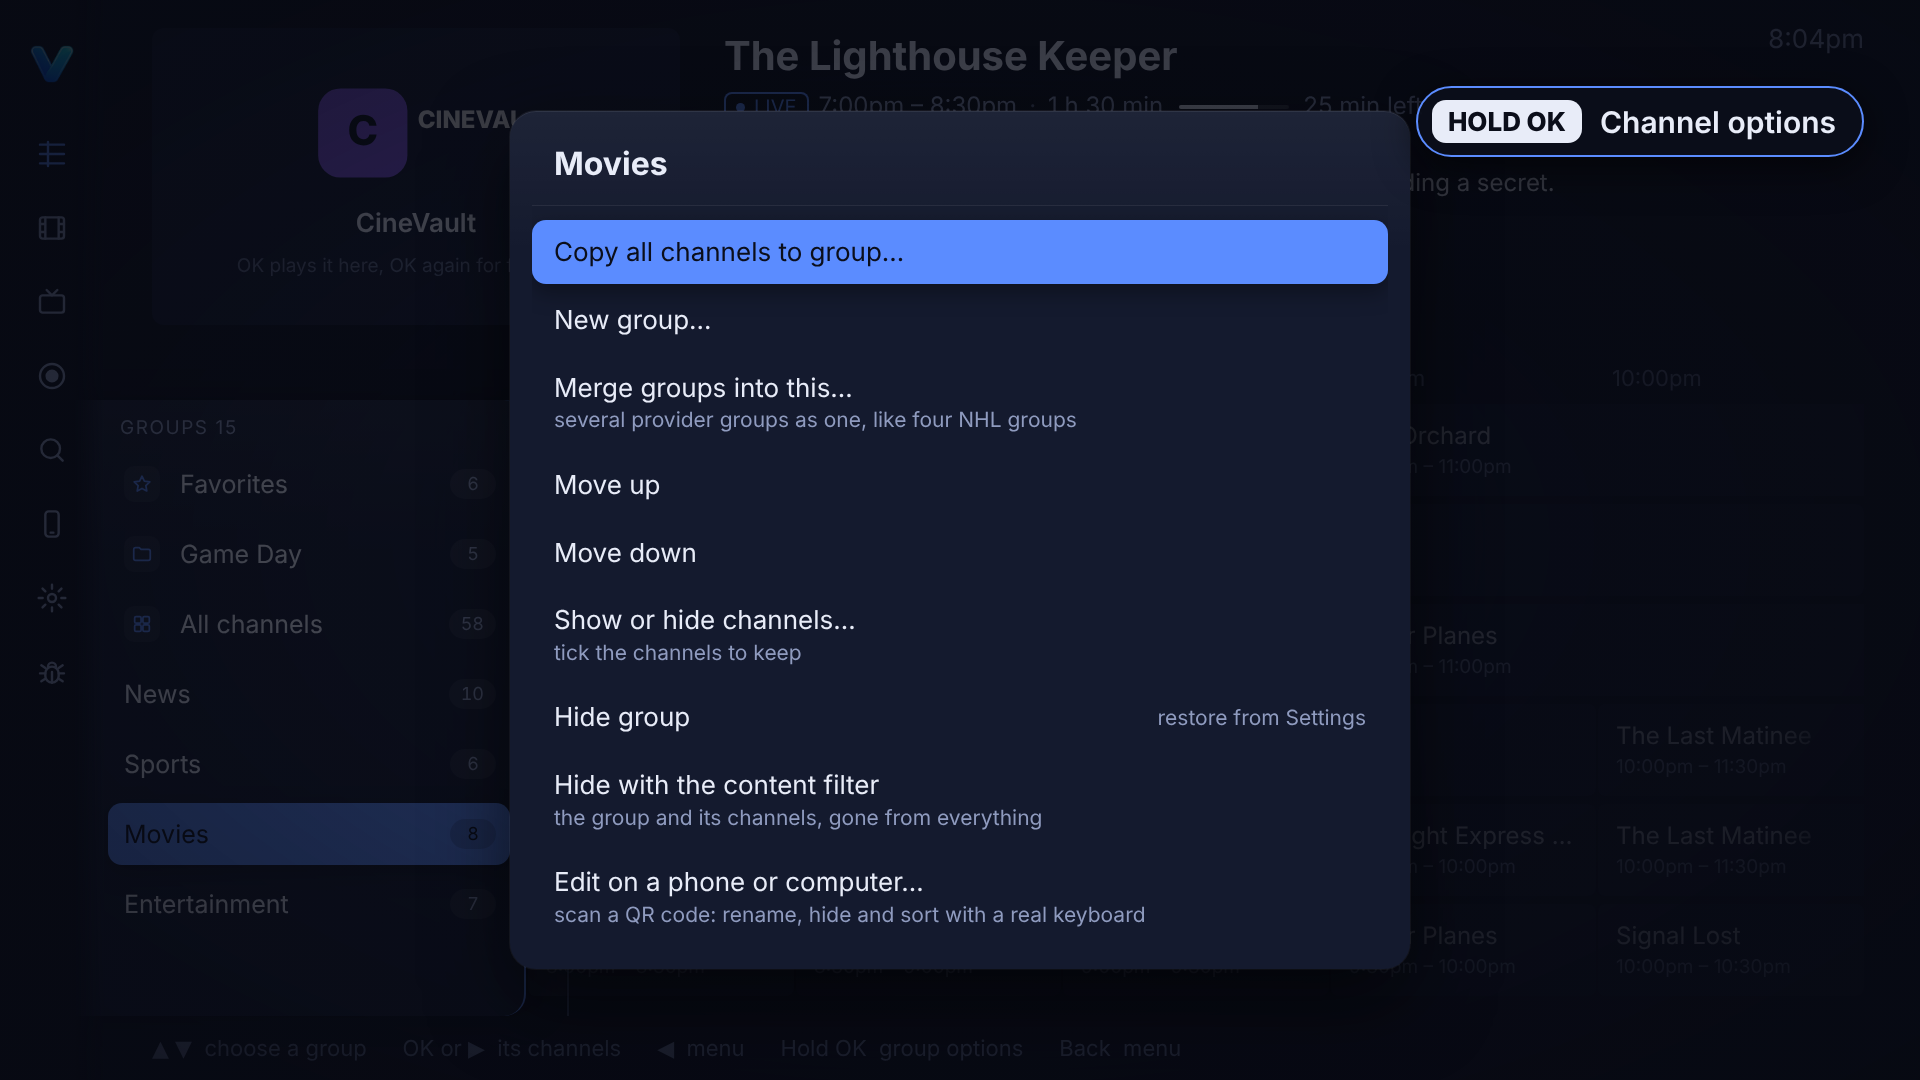 The Lighthouse Keeper
8:04pm
LIVE 7:00pm – 8:30pm · 1 h 30 min 25 min left
HOLD OK Channel options
C
CineVault
OK plays it here, OK again for
ding a secret.
Movies
Copy all channels to group...
New group...
Merge groups into this...
several provider groups as one, like four NHL groups
Move up
Move down
Show or hide channels...
tick the channels to keep
Hide group restore from Settings
Hide with the content filter
the group and its channels, gone from everything
Edit on a phone or computer...
scan a QR code: rename, hide and sort with a real keyboard
GROUPS 15
Favorites 6
Game Day 5
All channels 58
News 10
Sports 6
Movies 8
Entertainment 7
10:00pm
Orchard
– 11:00pm
Planes
– 11:00pm
The Last Matinee
10:00pm – 11:30pm
ght Express ...
– 10:00pm
The Last Matinee
10:00pm – 11:30pm
Planes
– 10:00pm
Signal Lost
10:00pm – 10:30pm
▲▼ choose a group OK or ▶ its channels ◀ menu Hold OK group options Back menu